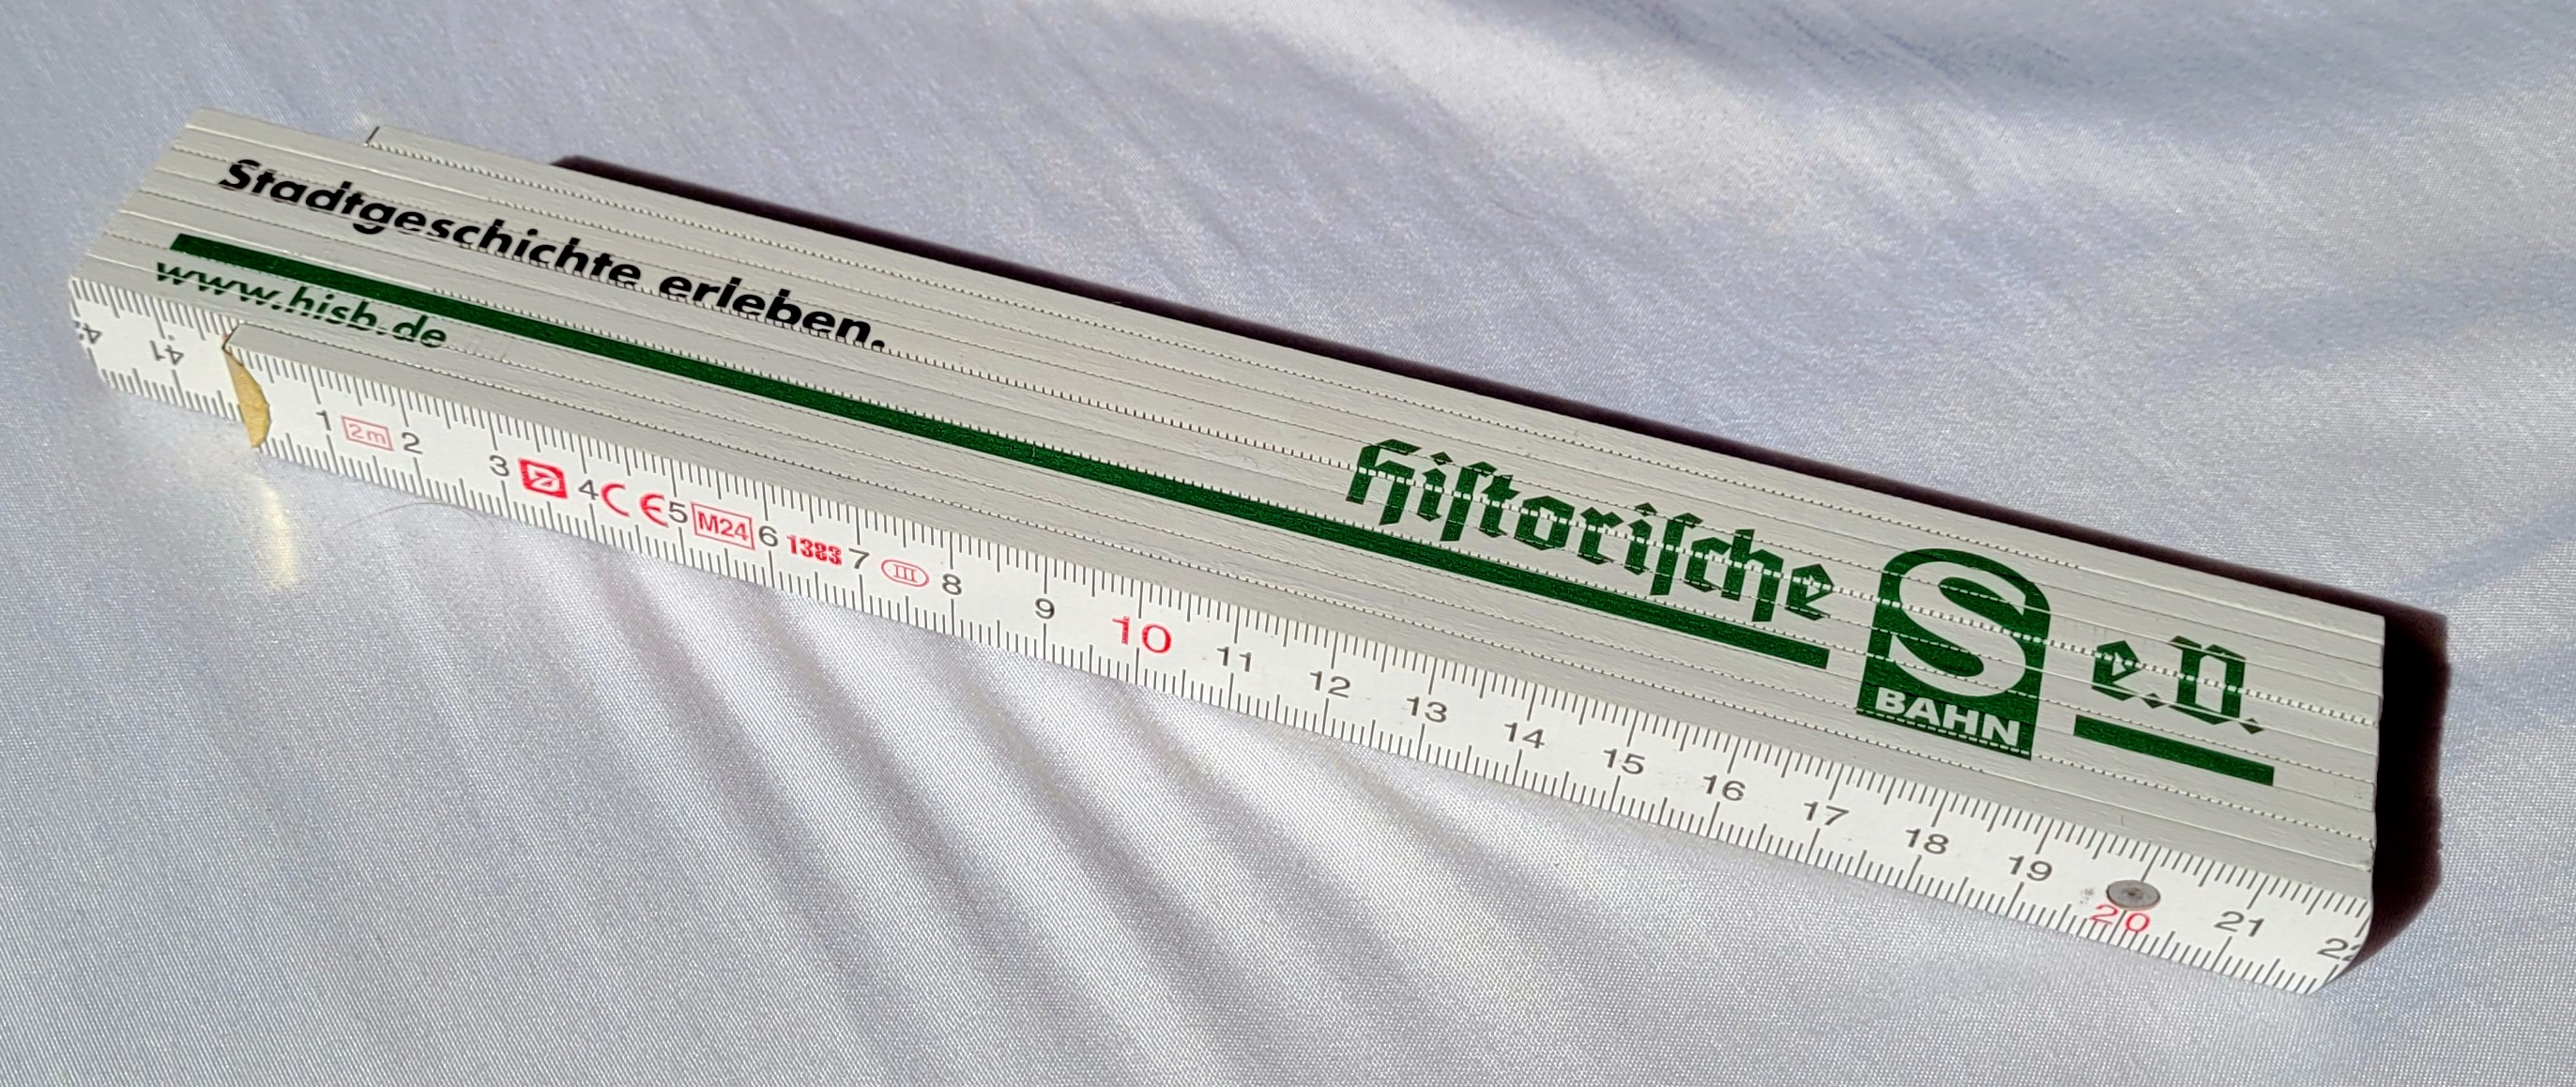 Stadtgeschichte erleben.
www.hisb.de
Hiſtoriſche S BAHN e.V.
41
1 2m 2 3 4 CE 5 M24 6 1383 7 III 8 9 10 11 12 13 14 15 16 17 18 19 20 21 22